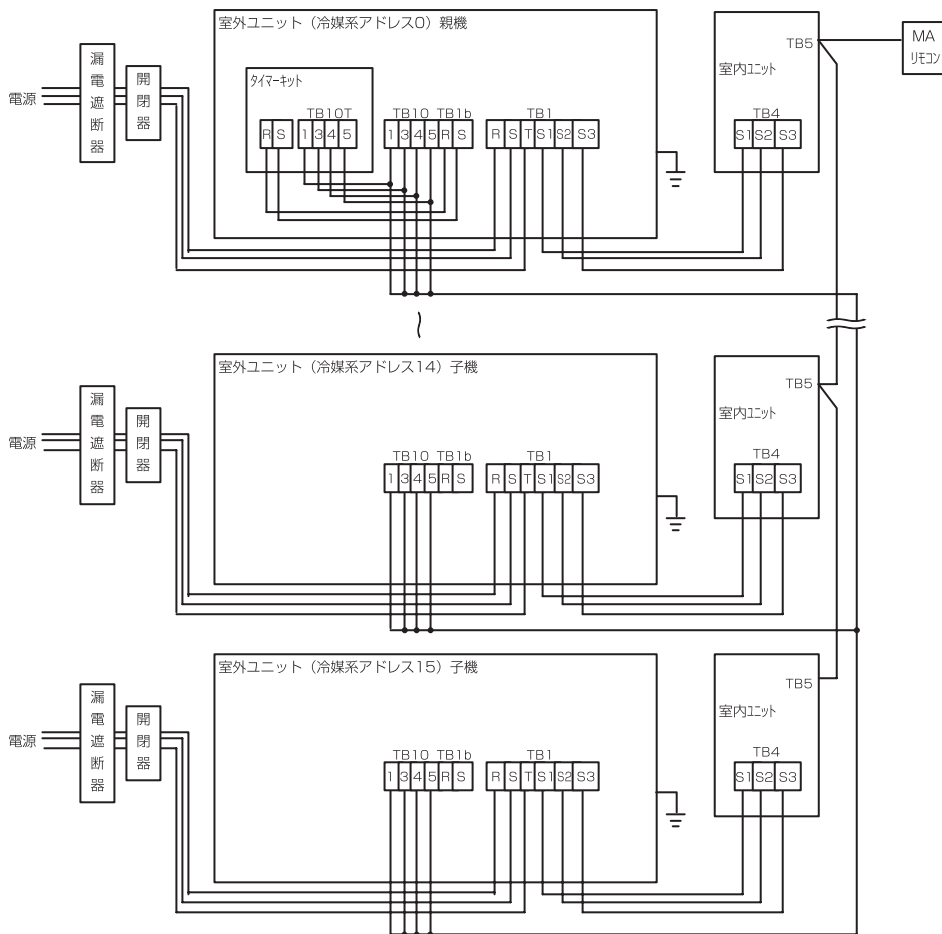 室外ユニット（冷媒系アドレス0）親機
TB5
MA
リモコン
室内ユニット
漏電遮断器
開閉器
電源
タイマーキット
TB10T
TB10 TB1b
TB1
TB4
R S
1 3 4 5
1 3 4 5 R S
R S T S1 S2 S3
S1 S2 S3
室外ユニット（冷媒系アドレス14）子機
TB5
室内ユニット
漏電遮断器
開閉器
電源
TB10 TB1b
TB1
TB4
1 3 4 5 R S
R S T S1 S2 S3
S1 S2 S3
室外ユニット（冷媒系アドレス15）子機
TB5
室内ユニット
漏電遮断器
開閉器
電源
TB10 TB1b
TB1
TB4
1 3 4 5 R S
R S T S1 S2 S3
S1 S2 S3